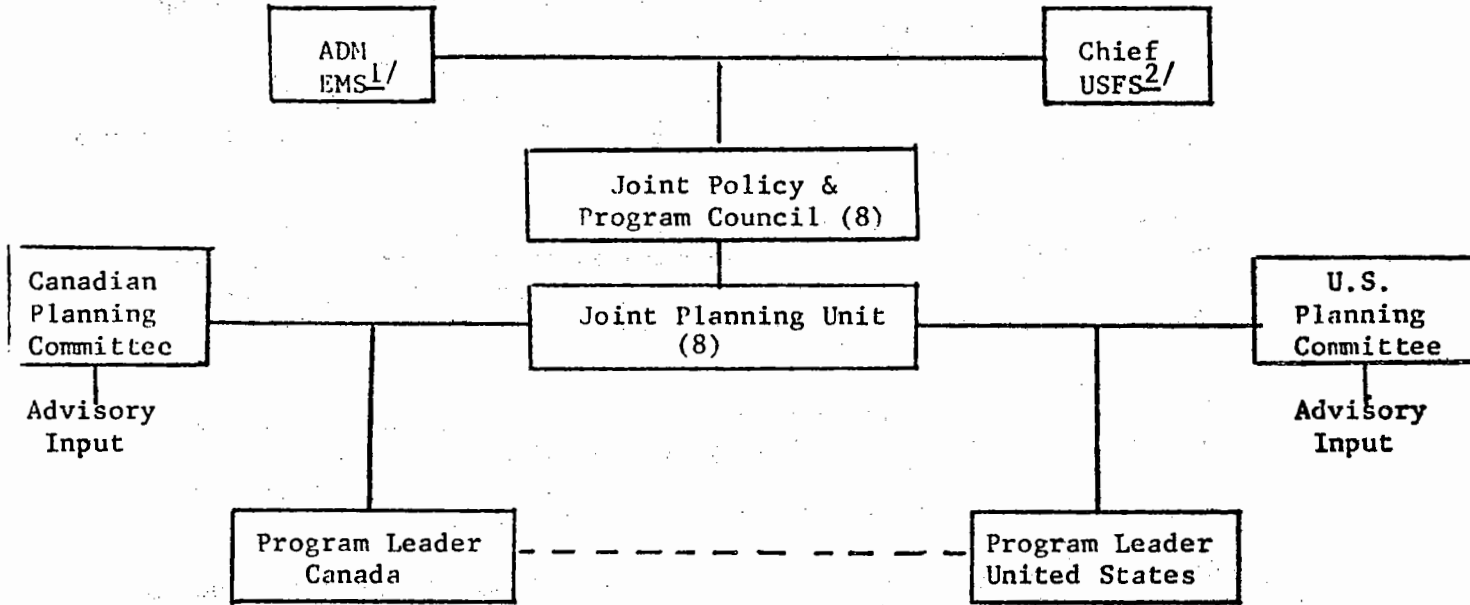 ADM
EMS1/
Chief
USFS2/
Joint Policy &
Program Council (8)
Canadian
Planning
Committee
Joint Planning Unit
(8)
U.S.
Planning
Committee
Advisory
Input
Advisory
Input
Program Leader
Canada
Program Leader
United States